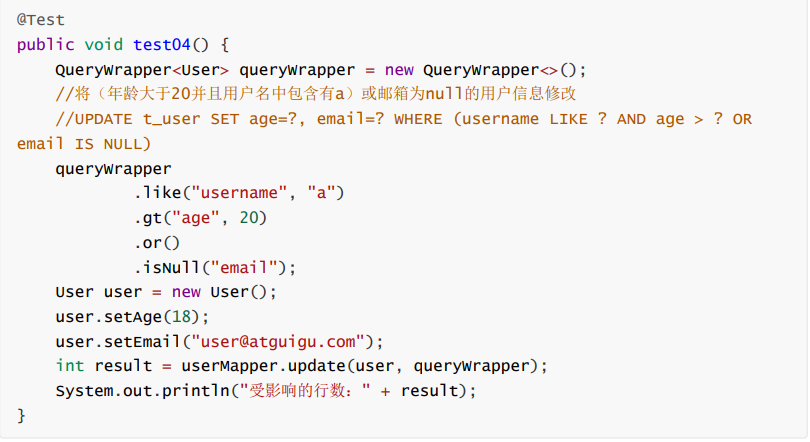 @Test
public void test04() {
    QueryWrapper<User> queryWrapper = new QueryWrapper<>();
    //将（年龄大于20并且用户名中包含有a）或邮箱为null的用户信息修改
    //UPDATE t_user SET age=?, email=? WHERE (username LIKE ? AND age > ? OR
email IS NULL)
    queryWrapper
            .like("username", "a")
            .gt("age", 20)
            .or()
            .isNull("email");
    User user = new User();
    user.setAge(18);
    user.setEmail("user@atguigu.com");
    int result = userMapper.update(user, queryWrapper);
    System.out.println("受影响的行数：" + result);
}